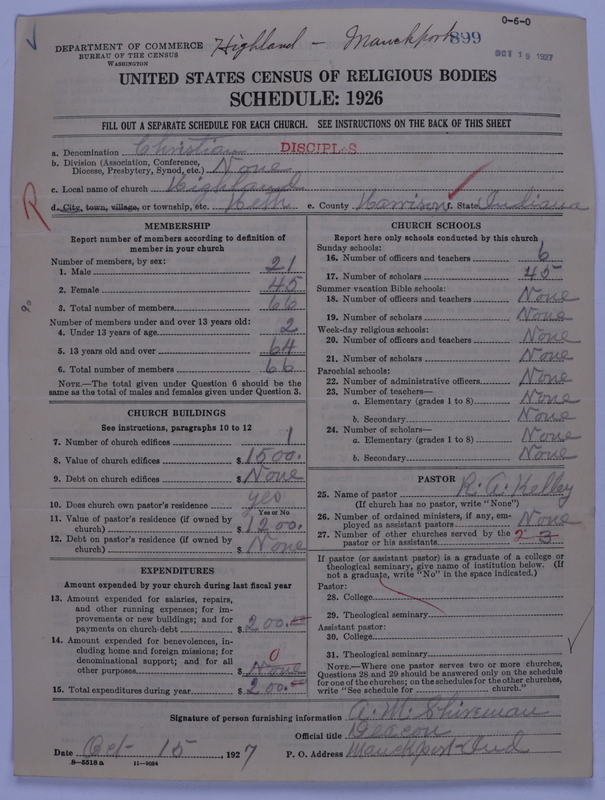 0-6-0
Highland - Mauckport 899
OCT 19 1927
DEPARTMENT OF COMMERCE
BUREAU OF THE CENSUS
WASHINGTON
UNITED STATES CENSUS OF RELIGIOUS BODIES
SCHEDULE: 1926
FILL OUT A SEPARATE SCHEDULE FOR EACH CHURCH. SEE INSTRUCTIONS ON THE BACK OF THIS SHEET
a. Denomination Christian DISCIPLES
b. Division (Association, Conference,
Diocese, Presbytery, Synod, etc.) None
c. Local name of church Highland
d. City, town, village, or township, etc. Heth e. County Harrison f. State Indiana
R
MEMBERSHIP
Report number of members according to definition of
member in your church
Number of members, by sex:
1. Male 21
2. Female 45
3. Total number of members 66
Number of members under and over 13 years old:
4. Under 13 years of age 2
5. 13 years old and over 64
6. Total number of members 66
NOTE.—The total given under Question 6 should be the
same as the total of males and females given under Question 3.
CHURCH BUILDINGS
See instructions, paragraphs 10 to 12
7. Number of church edifices 1
8. Value of church edifices $ 1500.
9. Debt on church edifices $ None
10. Does church own pastor's residence yes
Yes or No
11. Value of pastor's residence (if owned by
church) $ 1200.
12. Debt on pastor's residence (if owned by
church) $ None
EXPENDITURES
Amount expended by your church during last fiscal year
13. Amount expended for salaries, repairs,
and other running expenses; for im-
provements or new buildings; and for
payments on church debt $ 200.00
14. Amount expended for benevolences, in-
cluding home and foreign missions; for
denominational support; and for all
other purposes $ None 0
15. Total expenditures during year $ 200.00
CHURCH SCHOOLS
Report here only schools conducted by this church
Sunday schools:
16. Number of officers and teachers 6
17. Number of scholars 45
Summer vacation Bible schools:
18. Number of officers and teachers None
19. Number of scholars None
Week-day religious schools:
20. Number of officers and teachers None
21. Number of scholars None
Parochial schools:
22. Number of administrative officers None
23. Number of teachers—
a. Elementary (grades 1 to 8) None
b. Secondary None
24. Number of scholars—
a. Elementary (grades 1 to 8) None
b. Secondary None
PASTOR
25. Name of pastor R. A. Kelley
(If church has no pastor, write "None")
26. Number of ordained ministers, if any, em-
ployed as assistant pastors None
27. Number of other churches served by the
pastor or his assistants 2 3
If pastor (or assistant pastor) is a graduate of a college or
theological seminary, give name of institution below. (If
not a graduate, write "No" in the space indicated.)
Pastor:
28. College
29. Theological seminary
Assistant pastor:
30. College
31. Theological seminary
NOTE.—Where one pastor serves two or more churches,
Questions 28 and 29 should be answered only on the schedule
for one of the churches; on the schedules for the other churches,
write "See schedule for church."
Signature of person furnishing information A. M. Shireman
Official title Deacon
Date Oct 15, 1927 P. O. Address Mauckport Ind
8-5518a 11-9024